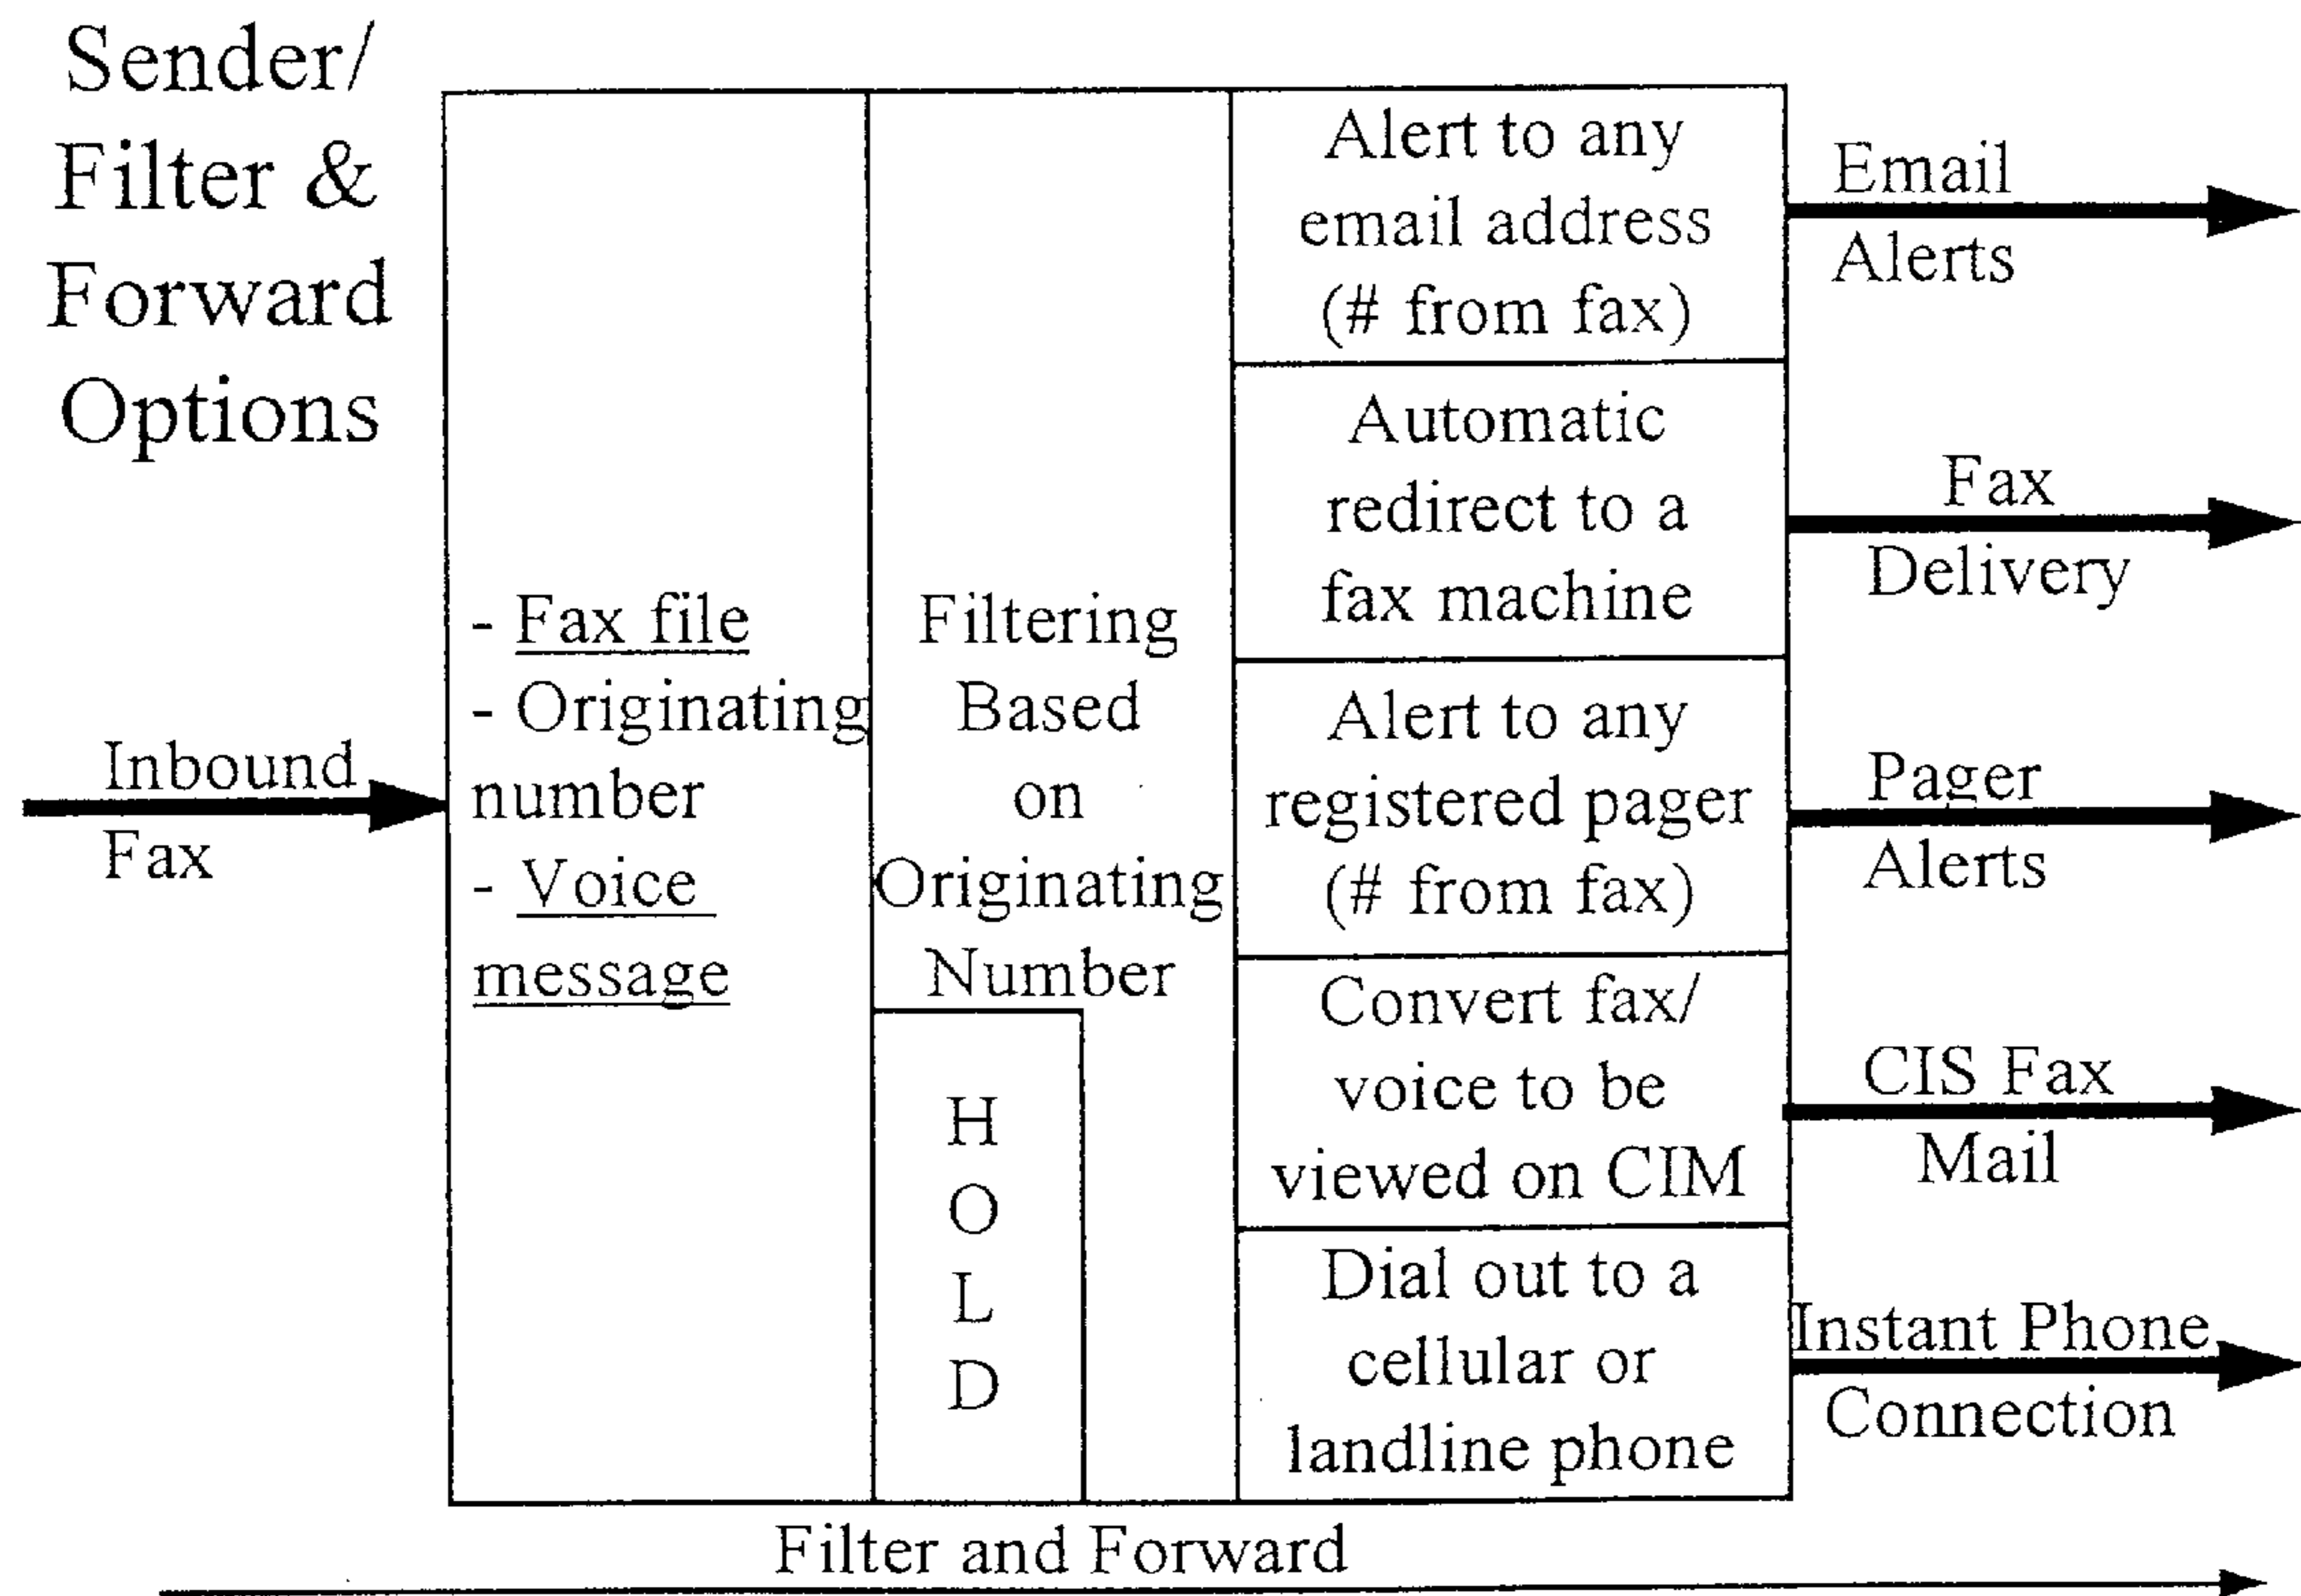 Sender/
Filter &
Forward
Options
Inbound
Fax
- Fax file
- Originating
number
- Voice
message
Filtering
Based
on
Originating
Number
H
O
L
D
Alert to any
email address
(# from fax)
Automatic
redirect to a
fax machine
Alert to any
registered pager
(# from fax)
Convert fax/
voice to be
viewed on CIM
Dial out to a
cellular or
landline phone
Email
Alerts
Fax
Delivery
Pager
Alerts
CIS Fax
Mail
Instant Phone
Connection
Filter and Forward